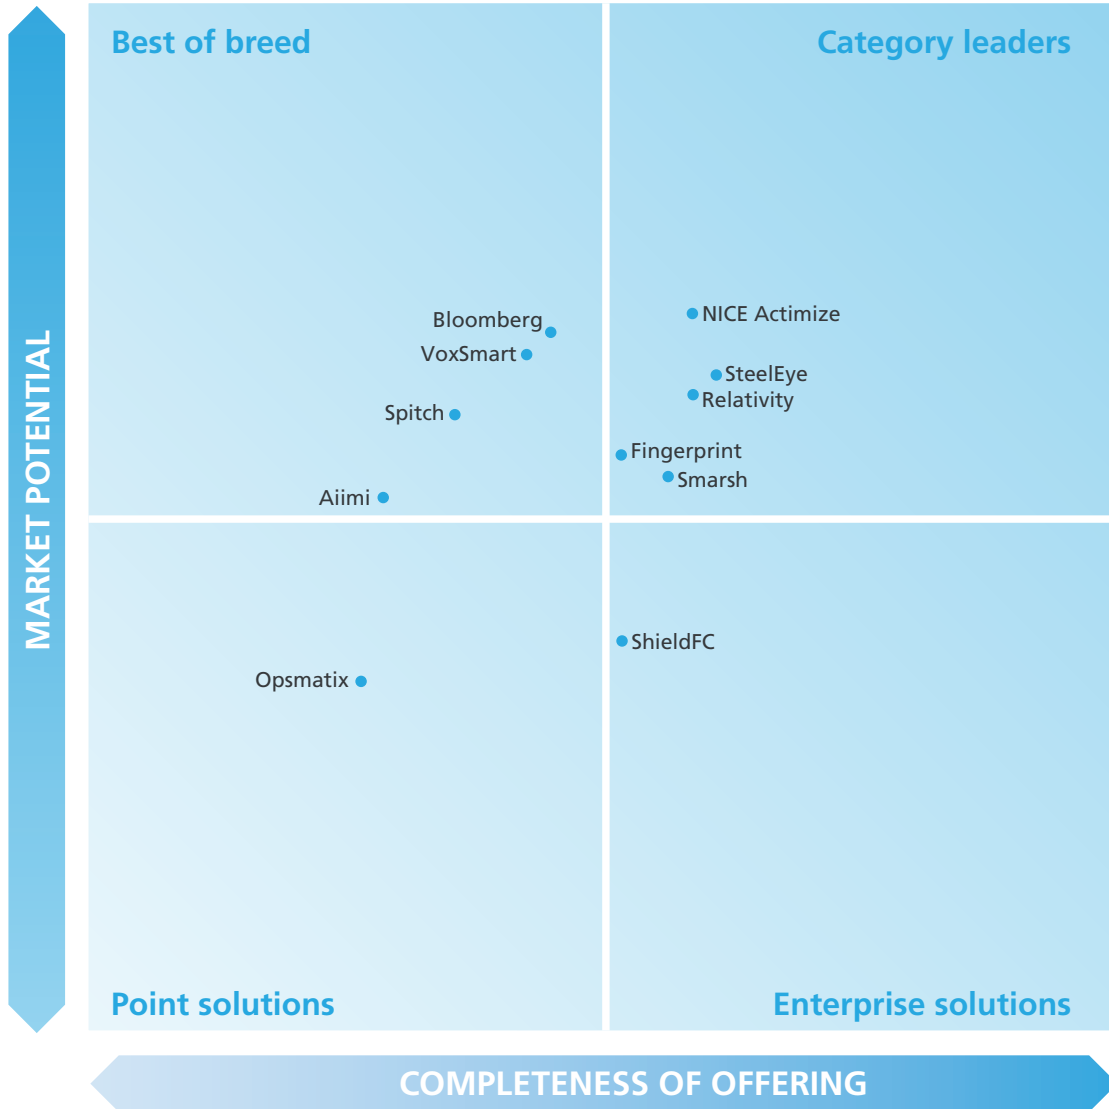 Best of breed
Category leaders
NICE Actimize
Bloomberg
VoxSmart
SteelEye
Relativity
Spitch
Fingerprint
Smarsh
Aiimi
MARKET POTENTIAL
ShieldFC
Opsmatix
Point solutions
Enterprise solutions
COMPLETENESS OF OFFERING